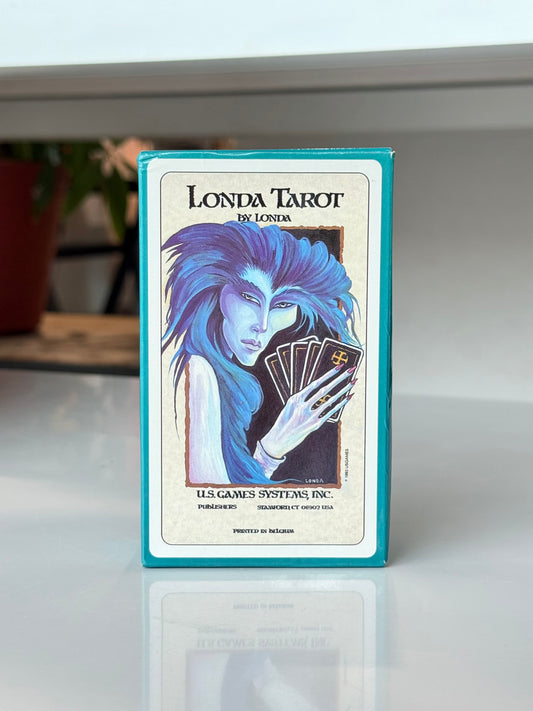 LONDA TAROT
BY LONDA
LONDA
U.S. GAMES SYSTEMS, INC.
PUBLISHERS STAMFORD, CT 06902 USA
PRINTED IN BELGIUM